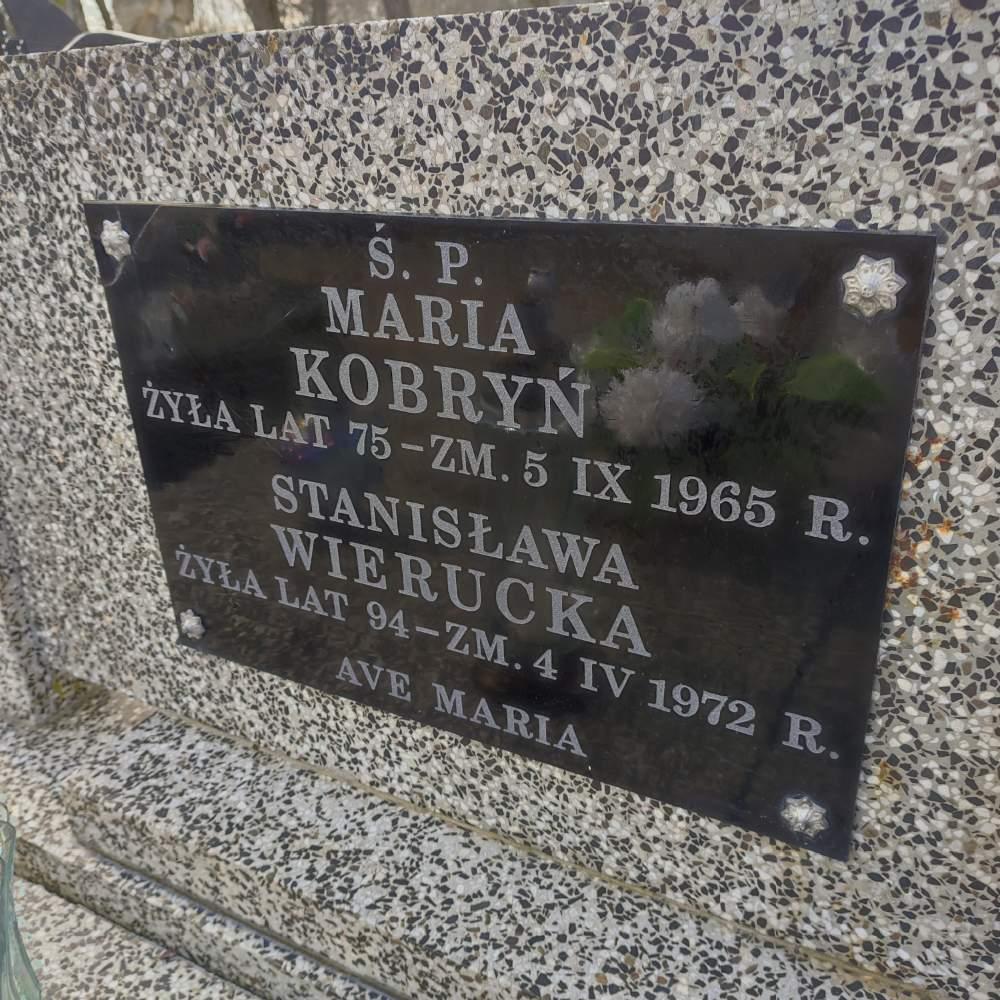 Ś. P.
MARIA
KOBRYŃ
ŻYŁA LAT 75 – ZM. 5 IX 1965 R.
STANISŁAWA
WIERUCKA
ŻYŁA LAT 94 – ZM. 4 IV 1972 R.
AVE MARIA